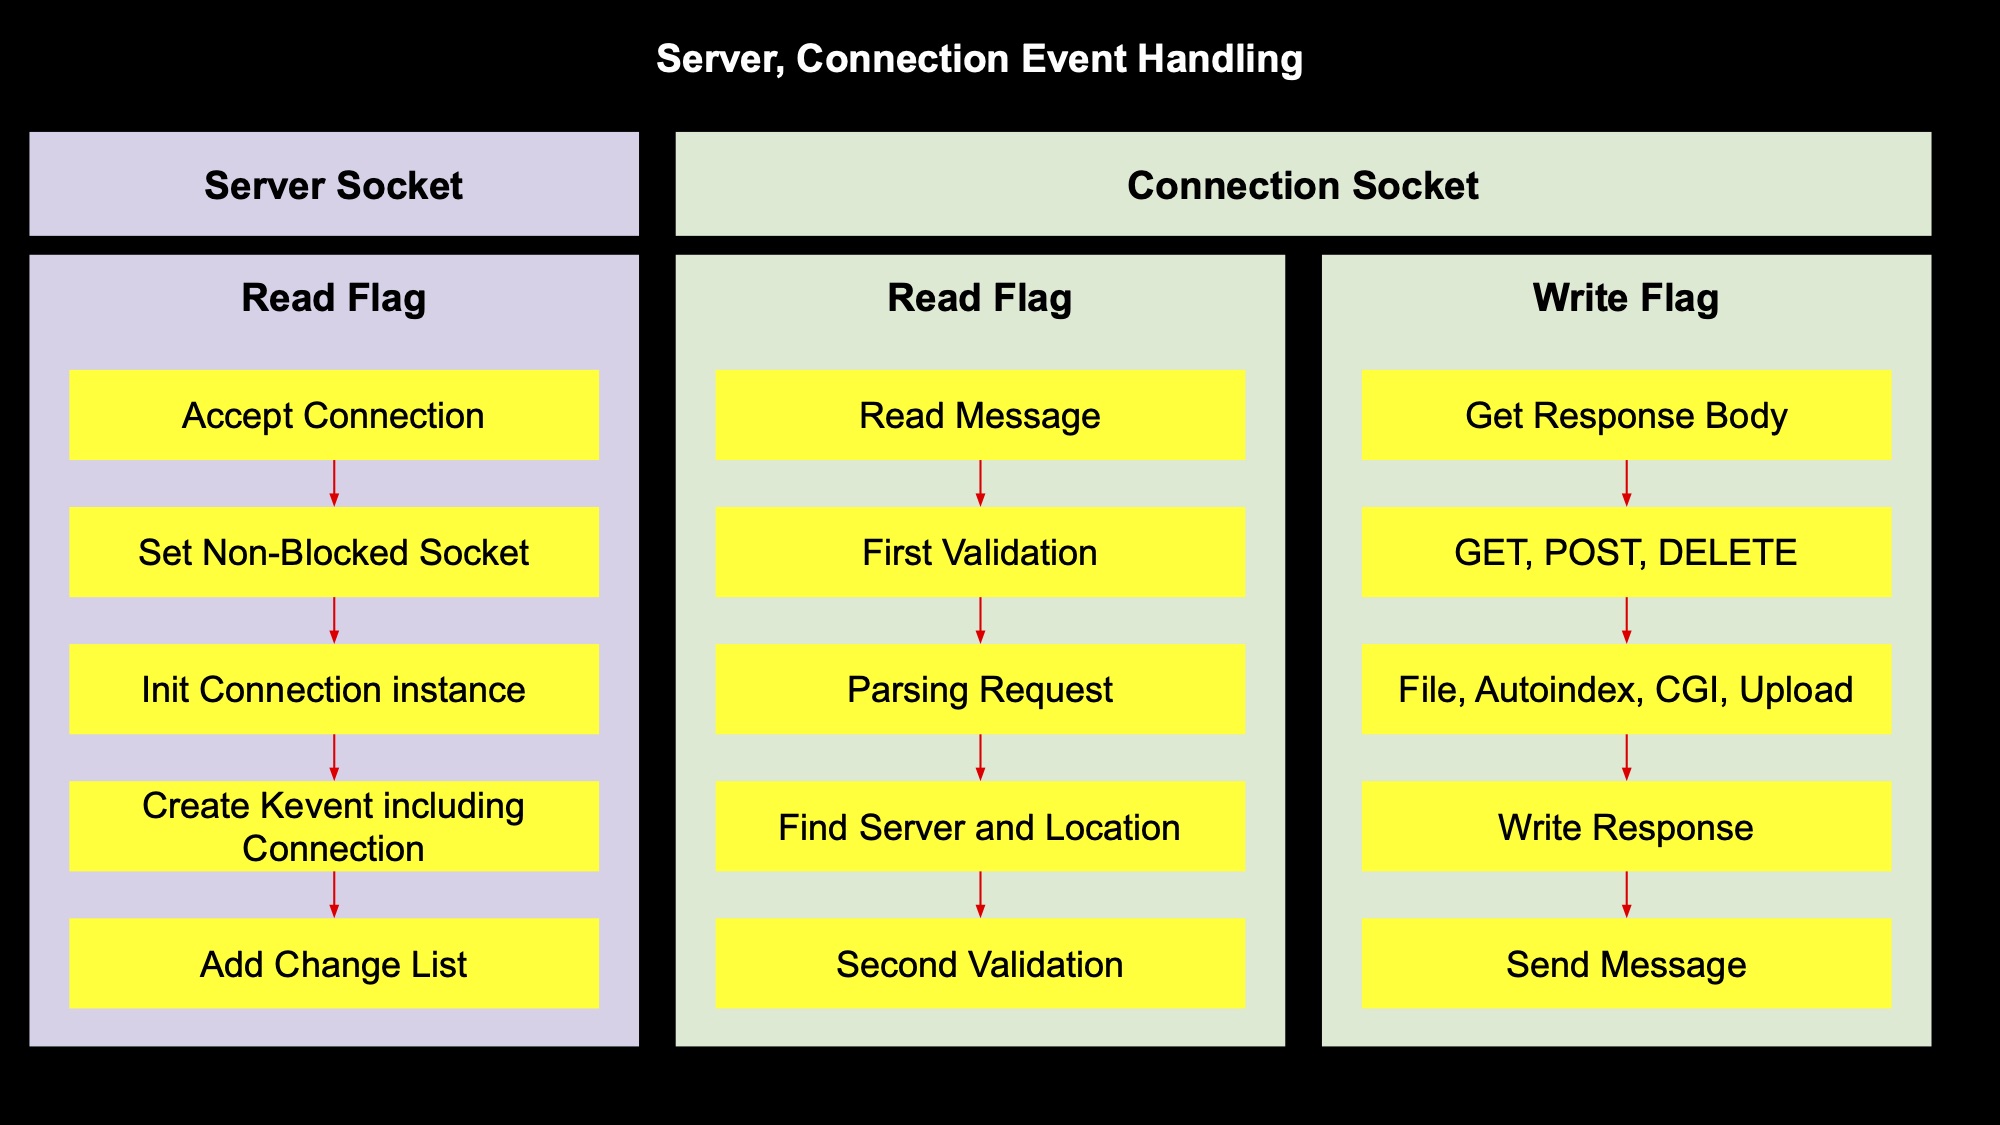 Server, Connection Event Handling
Server Socket
Connection Socket
Read Flag
Accept Connection
Set Non-Blocked Socket
Init Connection instance
Create Kevent including
Connection
Add Change List
Read Flag
Read Message
First Validation
Parsing Request
Find Server and Location
Second Validation
Write Flag
Get Response Body
GET, POST, DELETE
File, Autoindex, CGI, Upload
Write Response
Send Message